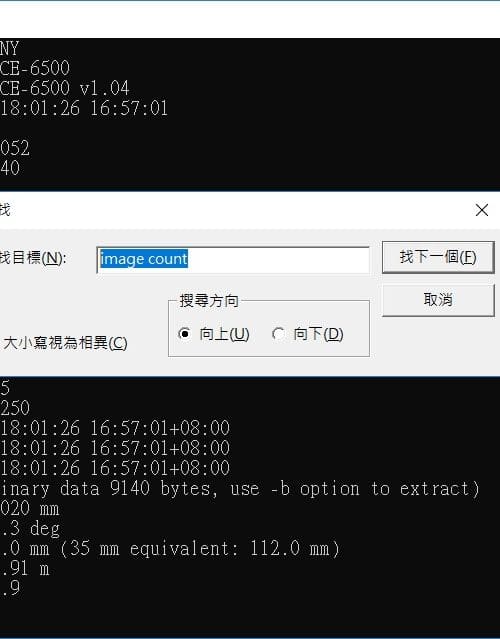 NY
CE-6500
CE-6500 v1.04
18:01:26 16:57:01
052
40
找
找目標(N):
image count
找下一個(F)
取消
搜尋方向
向上(U)
向下(D)
大小寫視為相異(C)
5
250
18:01:26 16:57:01+08:00
18:01:26 16:57:01+08:00
18:01:26 16:57:01+08:00
inary data 9140 bytes, use -b option to extract)
020 mm
.3 deg
.0 mm (35 mm equivalent: 112.0 mm)
.91 m
.9